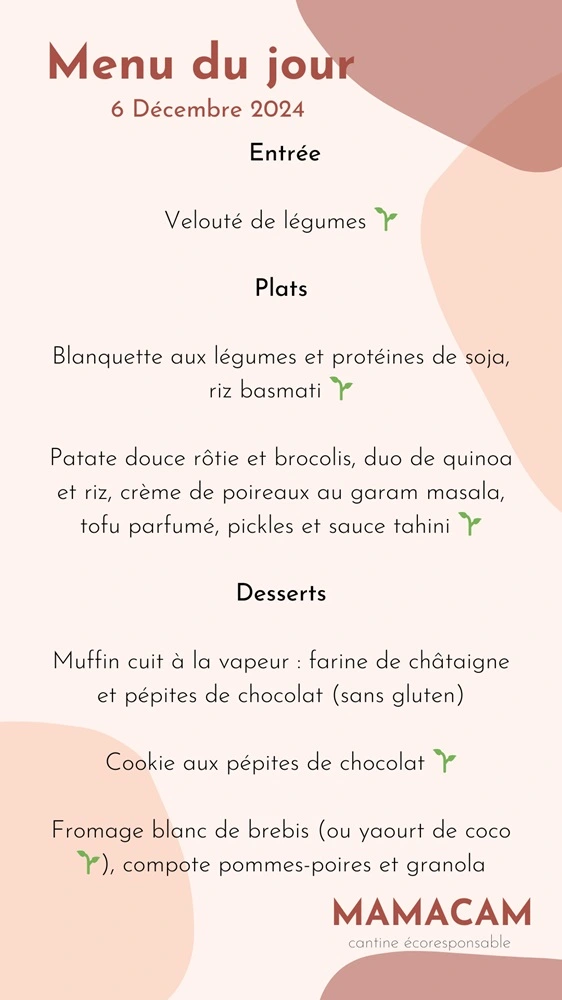 Menu du jour
6 Décembre 2024
Entrée
Velouté de légumes 🌱
Plats
Blanquette aux légumes et protéines de soja,
riz basmati 🌱
Patate douce rôtie et brocolis, duo de quinoa
et riz, crème de poireaux au garam masala,
tofu parfumé, pickles et sauce tahini 🌱
Desserts
Muffin cuit à la vapeur : farine de châtaigne
et pépites de chocolat (sans gluten)
Cookie aux pépites de chocolat 🌱
Fromage blanc de brebis (ou yaourt de coco
🌱), compote pommes-poires et granola
MAMACAM
cantine écoresponsable